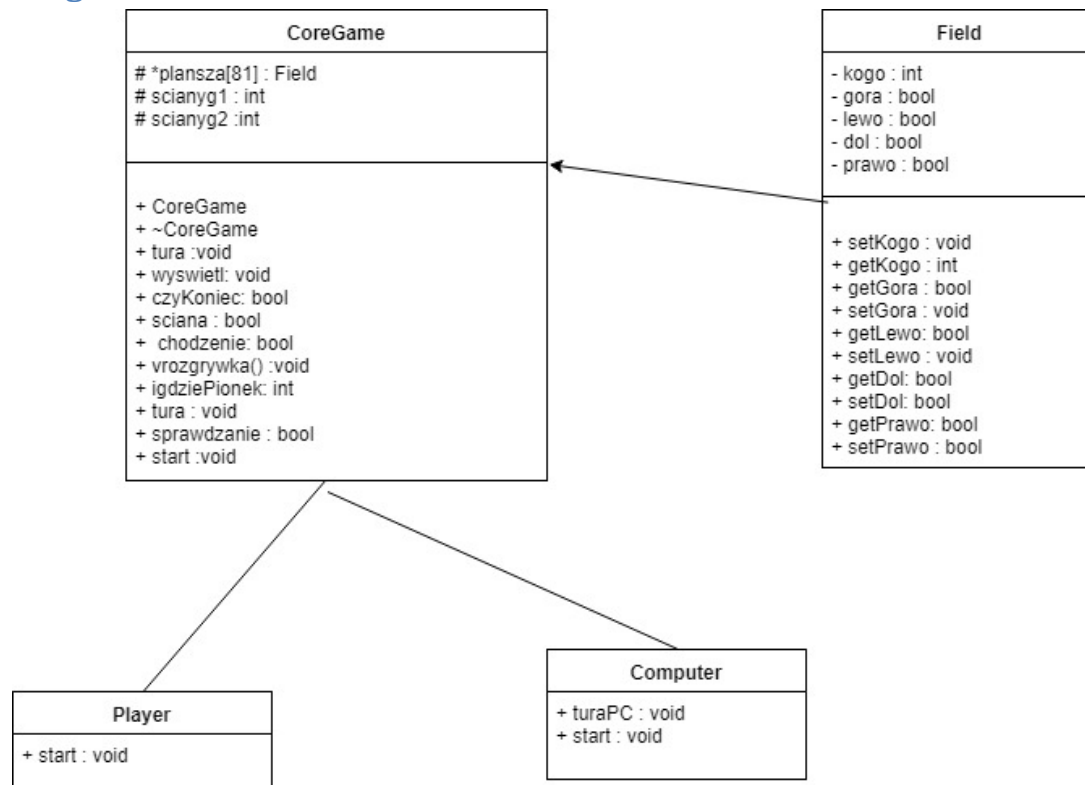 CoreGame
# *plansza[81] : Field
# scianyg1 : int
# scianyg2 :int
+ CoreGame
+ ~CoreGame
+ tura :void
+ wyswietl: void
+ czyKoniec: bool
+ sciana : bool
+  chodzenie: bool
+ vrozgrywka() :void
+ igdziePionek: int
+ tura : void
+ sprawdzanie : bool
+ start :void
Field
- kogo : int
- gora : bool
- lewo : bool
- dol : bool
- prawo : bool
+ setKogo : void
+ getKogo : int
+ getGora : bool
+ setGora : void
+ getLewo: bool
+ setLewo : void
+ getDol: bool
+ setDol: bool
+ getPrawo: bool
+ setPrawo : bool
Player
+ start : void
Computer
+ turaPC : void
+ start : void